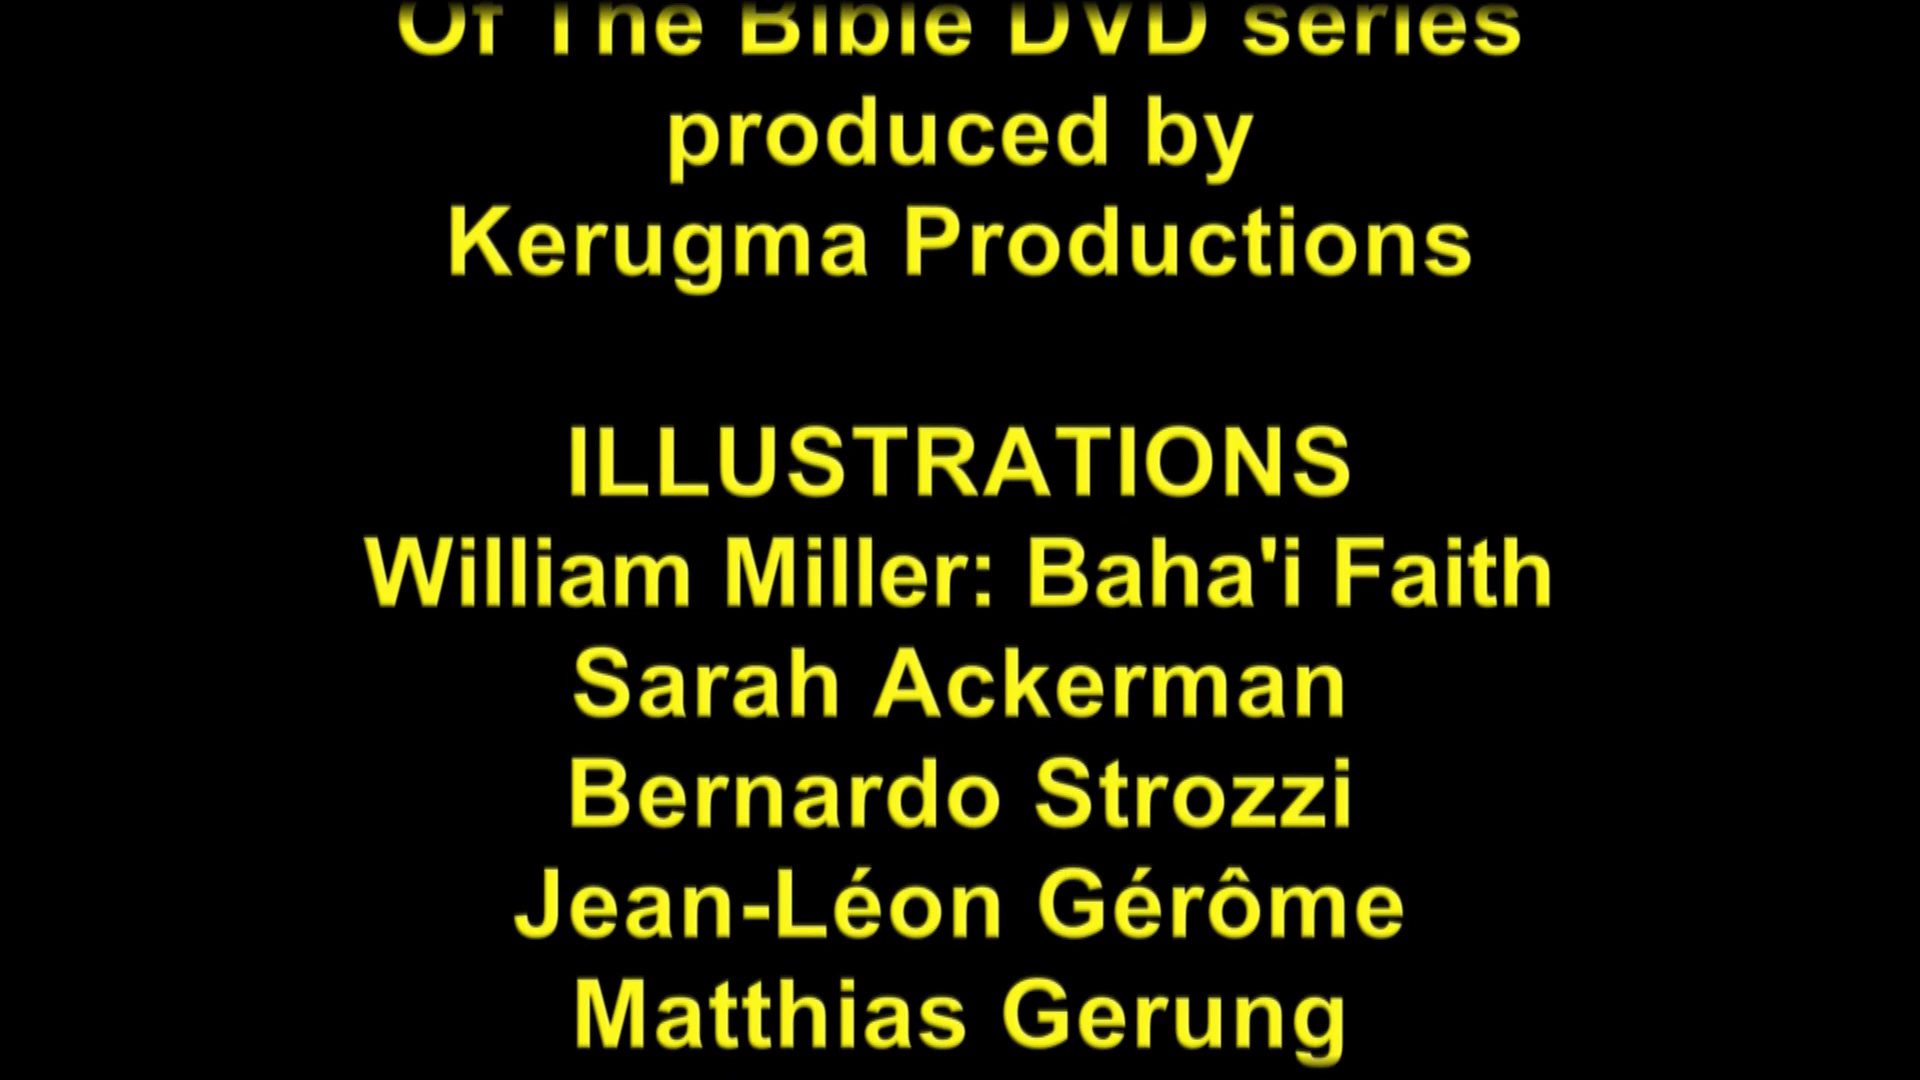 Of The Bible DVD series
produced by
Kerugma Productions
ILLUSTRATIONS
William Miller: Baha'i Faith
Sarah Ackerman
Bernardo Strozzi
Jean-Léon Gérôme
Matthias Gerung